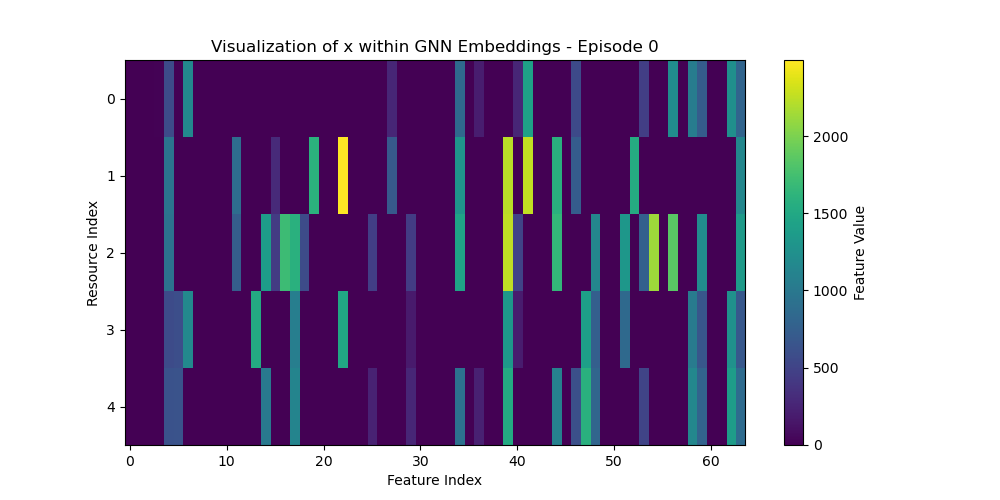 Visualization of x within GNN Embeddings - Episode 0
Resource Index
0
1
2
3
4
0 10 20 30 40 50 60
Feature Index
2000
1500
1000
500
0
Feature Value